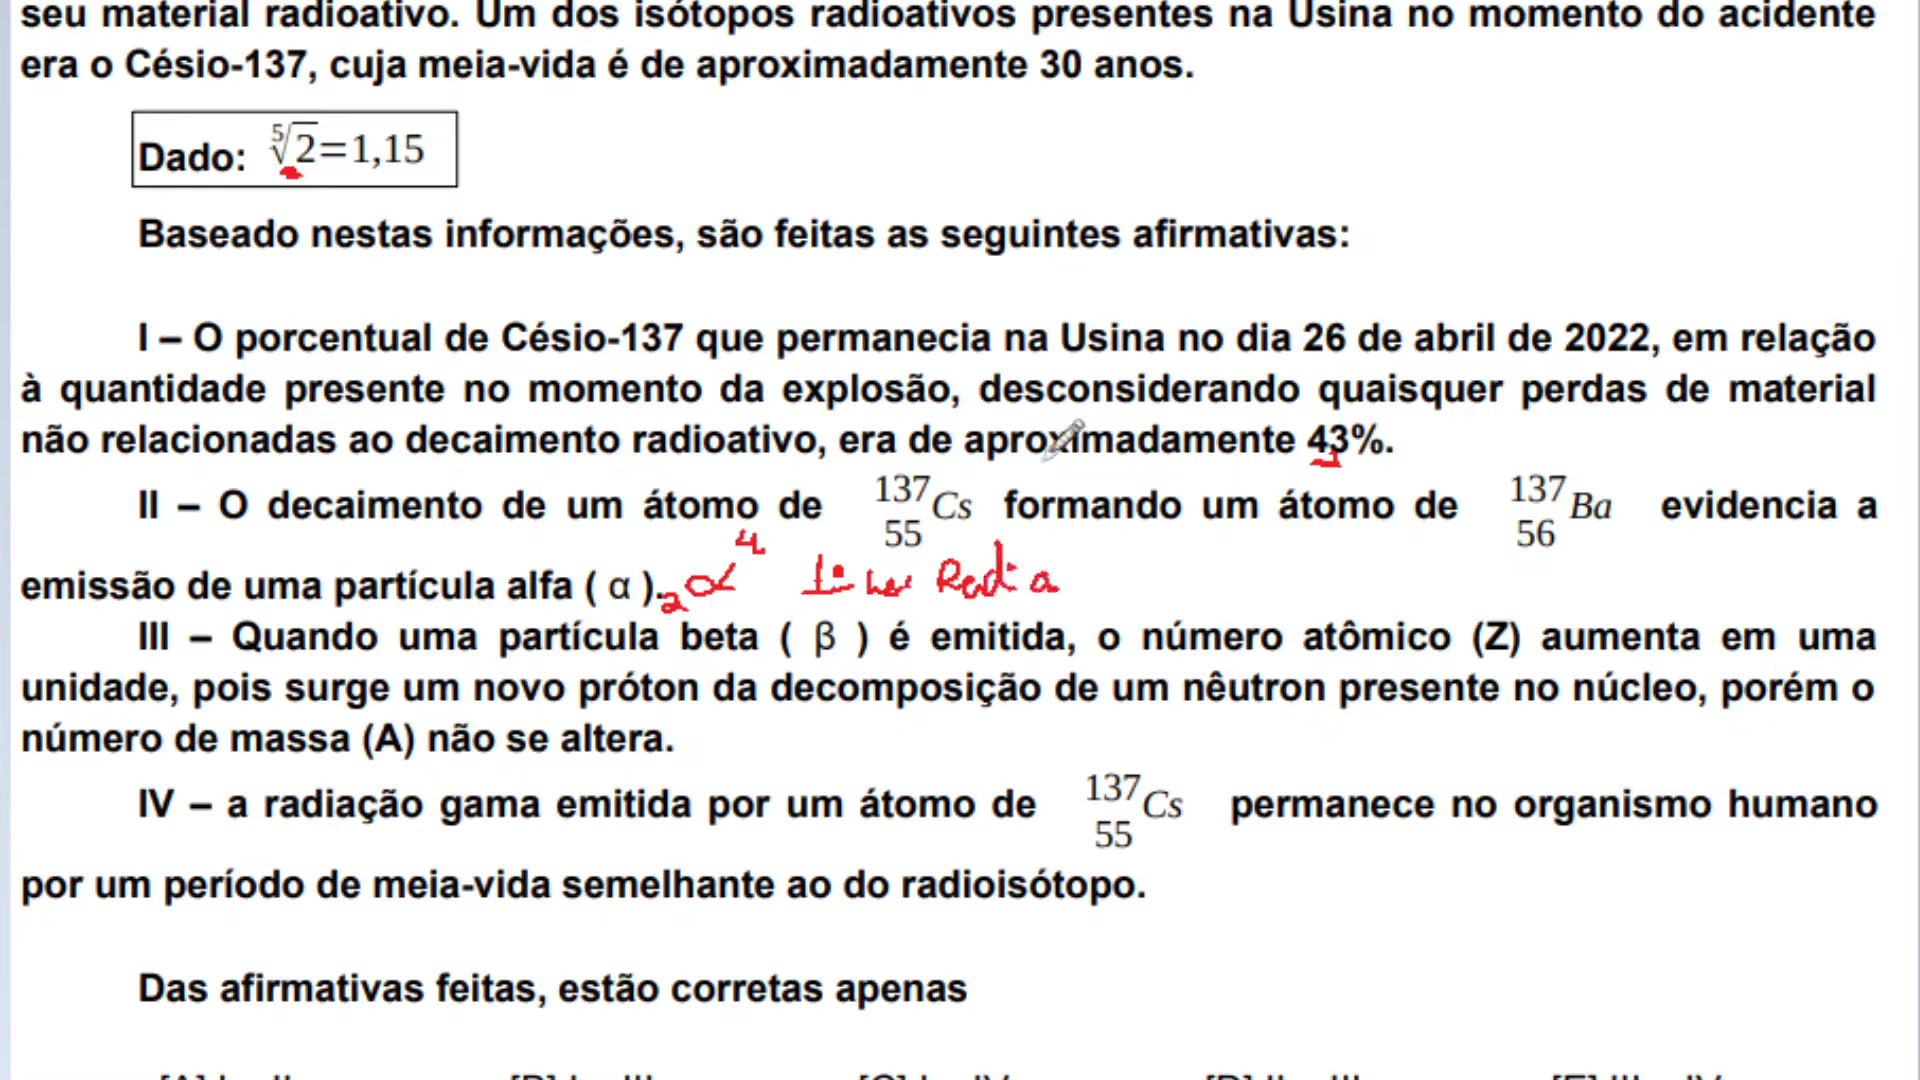 seu material radioativo. Um dos isótopos radioativos presentes na Usina no momento do acidente
era o Césio-137, cuja meia-vida é de aproximadamente 30 anos.
Dado: ⁵√2=1,15
Baseado nestas informações, são feitas as seguintes afirmativas:
I – O porcentual de Césio-137 que permanecia na Usina no dia 26 de abril de 2022, em relação
à quantidade presente no momento da explosão, desconsiderando quaisquer perdas de material
não relacionadas ao decaimento radioativo, era de aproximadamente 43%.
II – O decaimento de um átomo de ¹³⁷₅₅Cs formando um átomo de ¹³⁷₅₆Ba evidencia a
emissão de uma partícula alfa ( α ). ₂α⁴
III – Quando uma partícula beta ( β ) é emitida, o número atômico (Z) aumenta em uma
unidade, pois surge um novo próton da decomposição de um nêutron presente no núcleo, porém o
número de massa (A) não se altera.
IV – a radiação gama emitida por um átomo de ¹³⁷₅₅Cs permanece no organismo humano
por um período de meia-vida semelhante ao do radioisótopo.
Das afirmativas feitas, estão corretas apenas